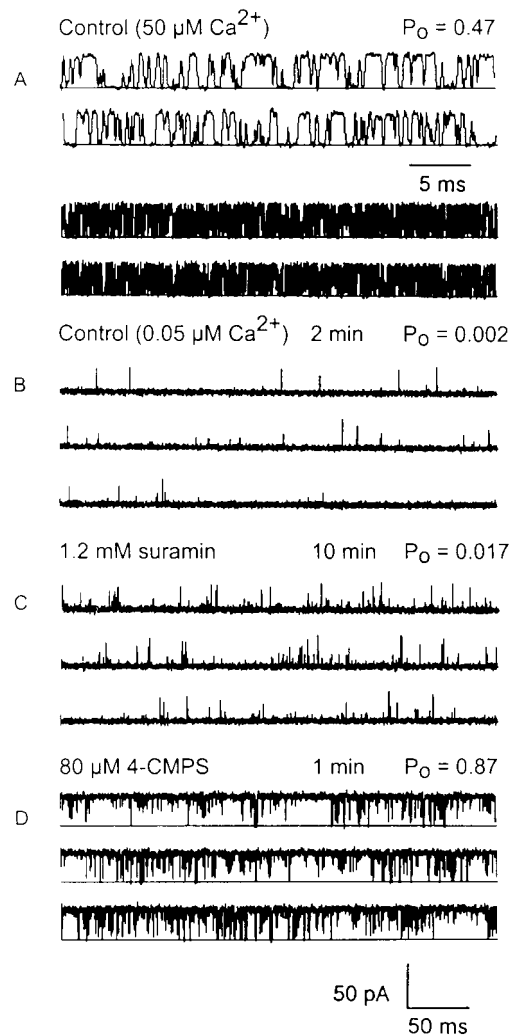 Control (50 µM Ca²⁺) Pₒ = 0.47
A
5 ms
Control (0.05 µM Ca²⁺) 2 min Pₒ = 0.002
B
1.2 mM suramin 10 min Pₒ = 0.017
C
80 µM 4-CMPS 1 min Pₒ = 0.87
D
50 pA
50 ms